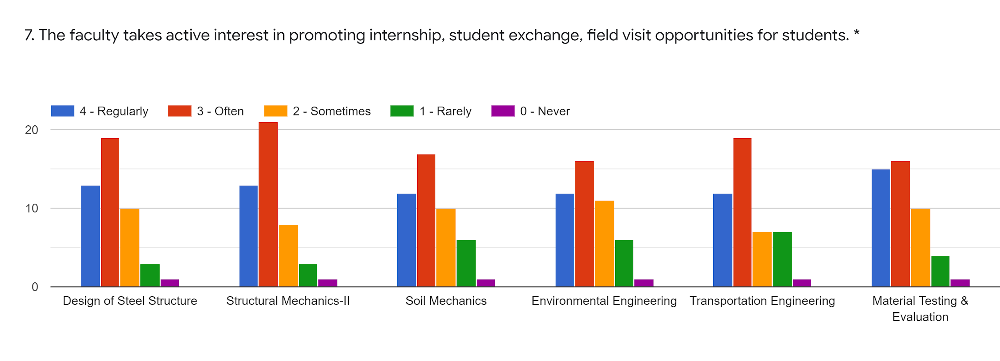 7. The faculty takes active interest in promoting internship, student exchange, field visit opportunities for students. *
4 - Regularly
3 - Often
2 - Sometimes
1 - Rarely
0 - Never
20
10
0
Design of Steel Structure
Structural Mechanics-II
Soil Mechanics
Environmental Engineering
Transportation Engineering
Material Testing &
Evaluation